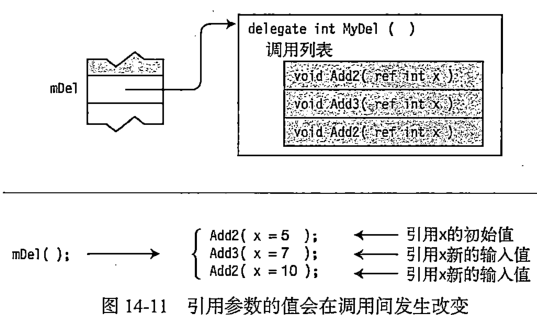 delegate int MyDel ( )
调用列表
void Add2( ref int x )
mDel
void Add3( ref int x )
void Add2( ref int x )
Add2( x = 5 ); 引用x的初始值
mDel( ); Add3( x = 7 ); 引用x新的输入值
Add2( x = 10 ); 引用x新的输入值
图 14-11 引用参数的值会在调用间发生改变